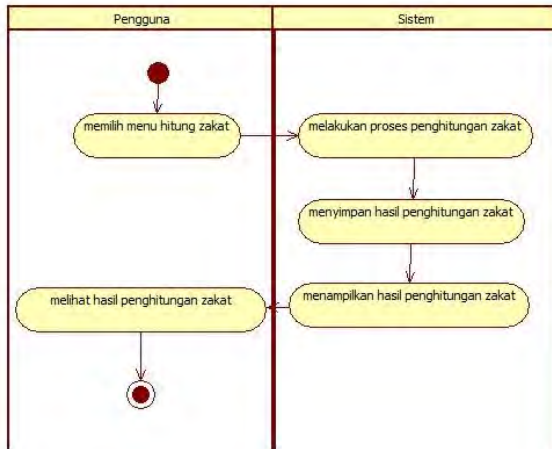 Pengguna
Sistem
memilih menu hitung zakat
melakukan proses penghitungan zakat
menyimpan hasil penghitungan zakat
melihat hasil penghitungan zakat
menampilkan hasil penghitungan zakat